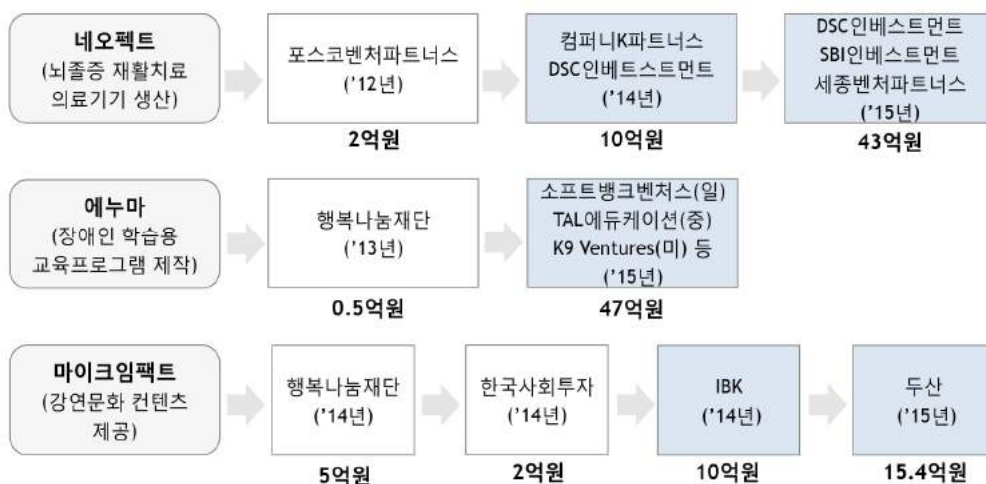 네오펙트
(뇌졸증 재활치료
의료기기 생산)
포스코벤처파트너스
('12년)
2억원
컴퍼니K파트너스
DSC인베트스트먼트
('14년)
10억원
DSC인베스트먼트
SBI인베스트먼트
세종벤처파트너스
('15년)
43억원
에누마
(장애인 학습용
교육프로그램 제작)
행복나눔재단
('13년)
0.5억원
소프트뱅크벤처스(일)
TAL에듀케이션(중)
K9 Ventures(미) 등
('15년)
47억원
마이크임팩트
(강연문화 컨텐츠
제공)
행복나눔재단
('14년)
5억원
한국사회투자
('14년)
2억원
IBK
('14년)
10억원
두산
('15년)
15.4억원